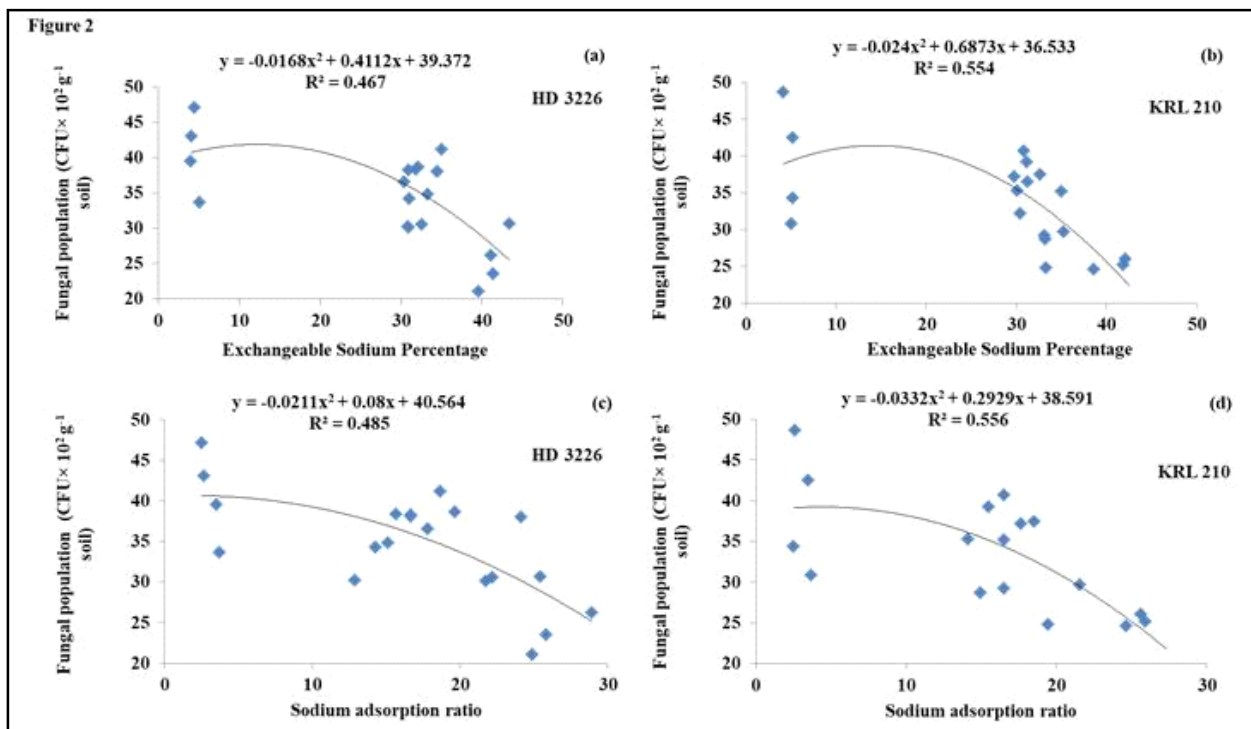 Figure 2
y = -0.0168x² + 0.4112x + 39.372
R² = 0.467
(a)
HD 3226
Fungal population (CFU× 10² g⁻¹
soil)
50
45
40
35
30
25
20
0 10 20 30 40 50
Exchangeable Sodium Percentage
y = -0.024x² + 0.6873x + 36.533
R² = 0.554
(b)
KRL 210
Fungal population (CFU× 10² g⁻¹
soil)
50
45
40
35
30
25
20
0 10 20 30 40 50
Exchangeable Sodium Percentage
y = -0.0211x² + 0.08x + 40.564
R² = 0.485
(c)
HD 3226
Fungal population (CFU× 10² g⁻¹
soil)
50
45
40
35
30
25
20
0 10 20 30
Sodium adsorption ratio
y = -0.0332x² + 0.2929x + 38.591
R² = 0.556
(d)
KRL 210
Fungal population (CFU× 10² g⁻¹
soil)
50
45
40
35
30
25
20
0 10 20 30
Sodium adsorption ratio